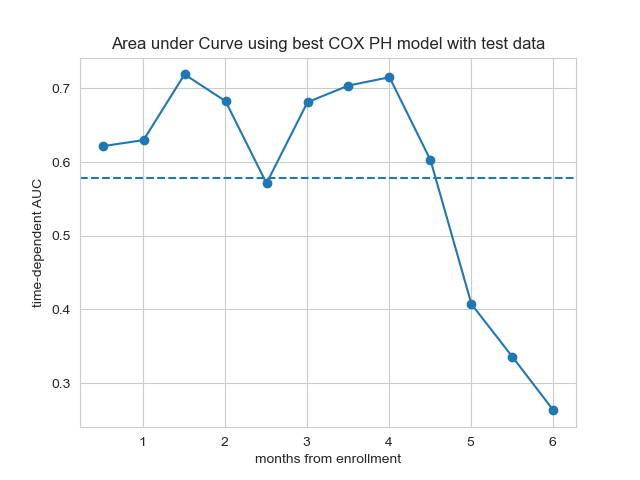 Area under Curve using best COX PH model with test data
time-dependent AUC
0.7
0.6
0.5
0.4
0.3
1 2 3 4 5 6
months from enrollment